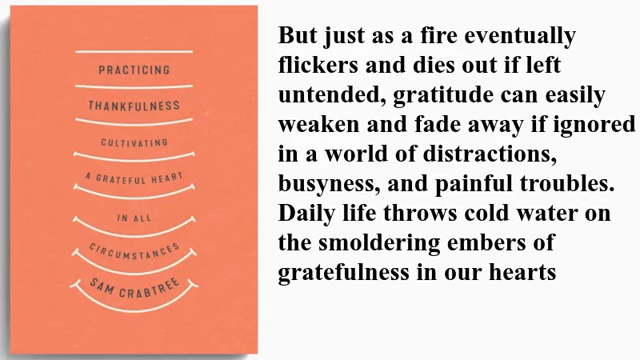 PRACTICING
THANKFULNESS
CULTIVATING
A GRATEFUL HEART
IN ALL
CIRCUMSTANCES
SAM CRABTREE
But just as a fire eventually
flickers and dies out if left
untended, gratitude can easily
weaken and fade away if ignored
in a world of distractions,
busyness, and painful troubles.
Daily life throws cold water on
the smoldering embers of
gratefulness in our hearts